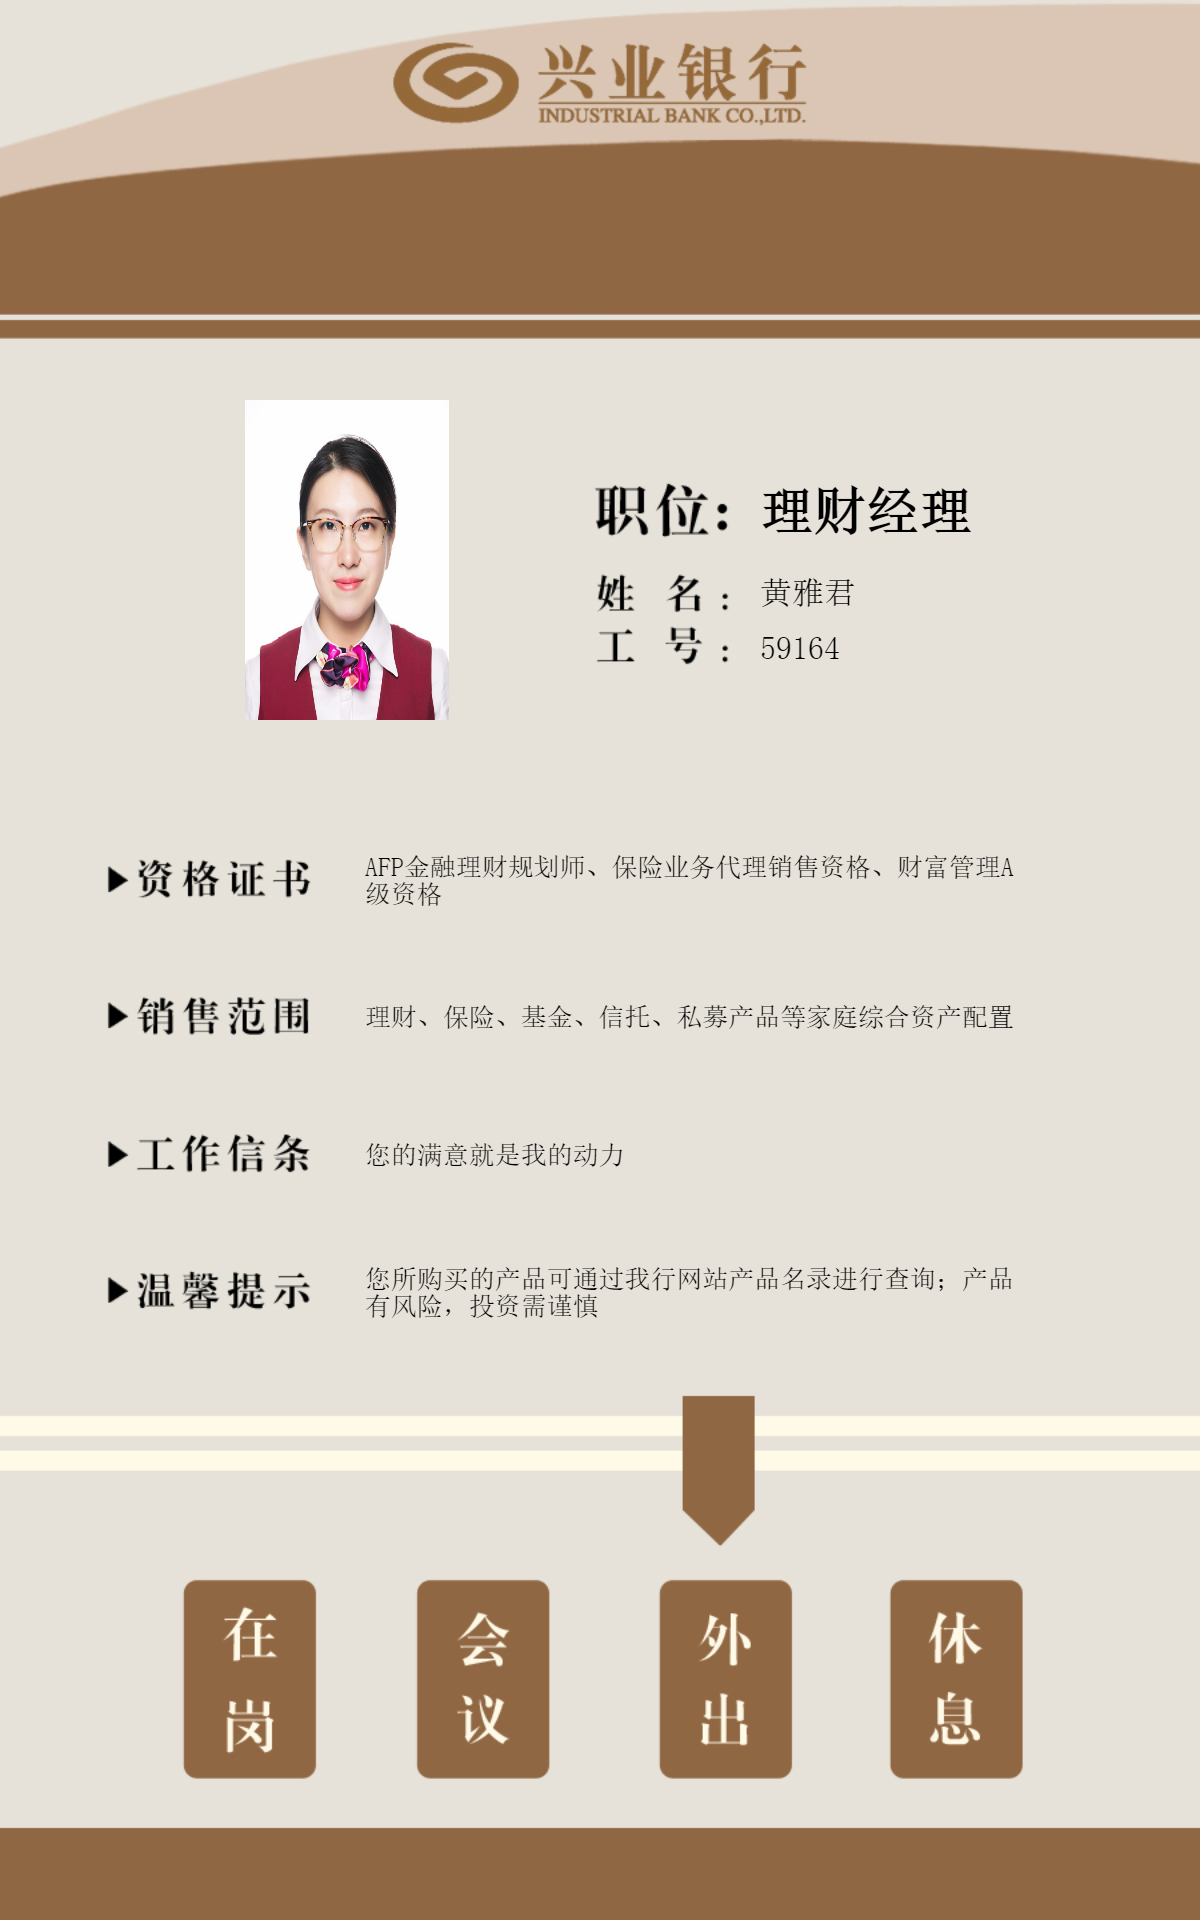 兴业银行
INDUSTRIAL BANK CO.,LTD.
职位: 理财经理
姓 名: 黄雅君
工 号: 59164
▶资格证书 AFP金融理财规划师、保险业务代理销售资格、财富管理A
级资格
▶销售范围 理财、保险、基金、信托、私募产品等家庭综合资产配置
▶工作信条 您的满意就是我的动力
▶温馨提示 您所购买的产品可通过我行网站产品名录进行查询；产品
有风险，投资需谨慎
在岗
会议
外出
休息